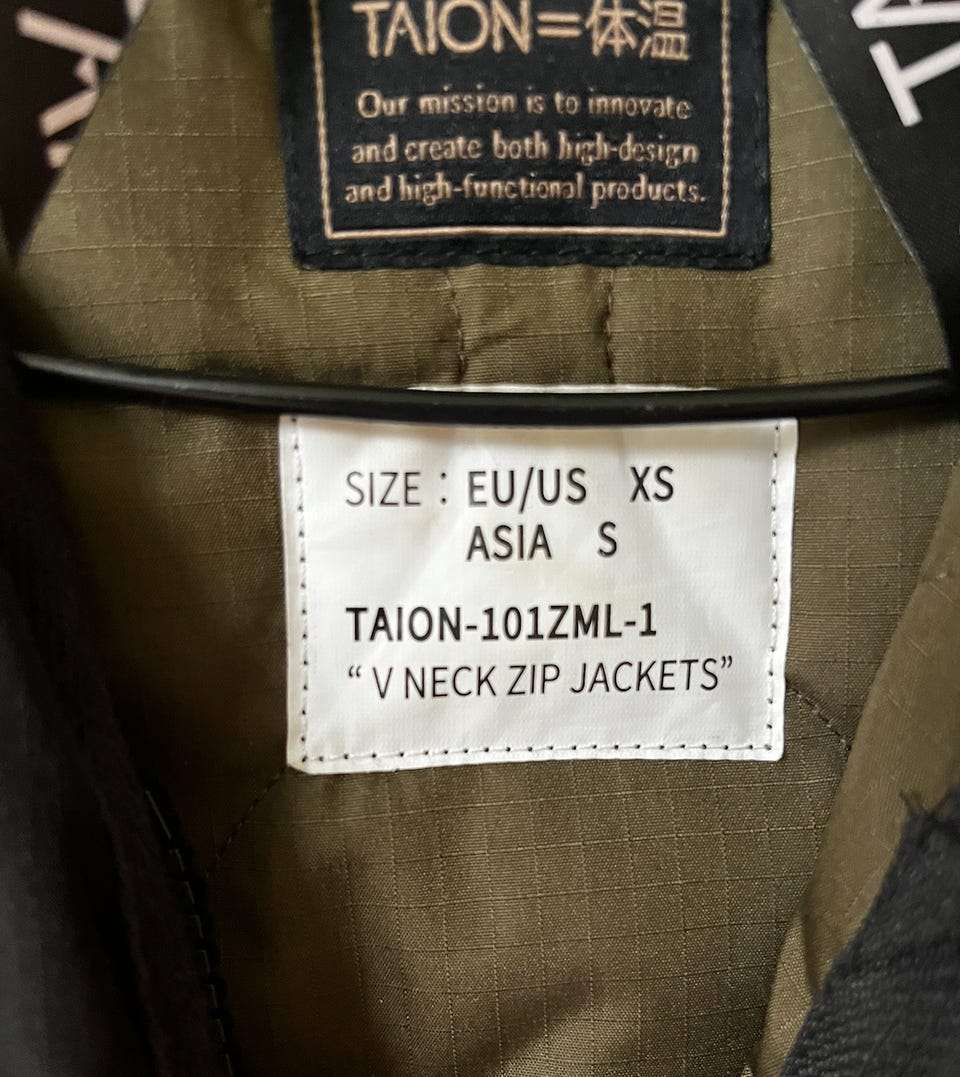 TAION=体温
Our mission is to innovate
and create both high-design
and high-functional products.
SIZE : EU/US XS
ASIA S
TAION-101ZML-1
“ V NECK ZIP JACKETS”